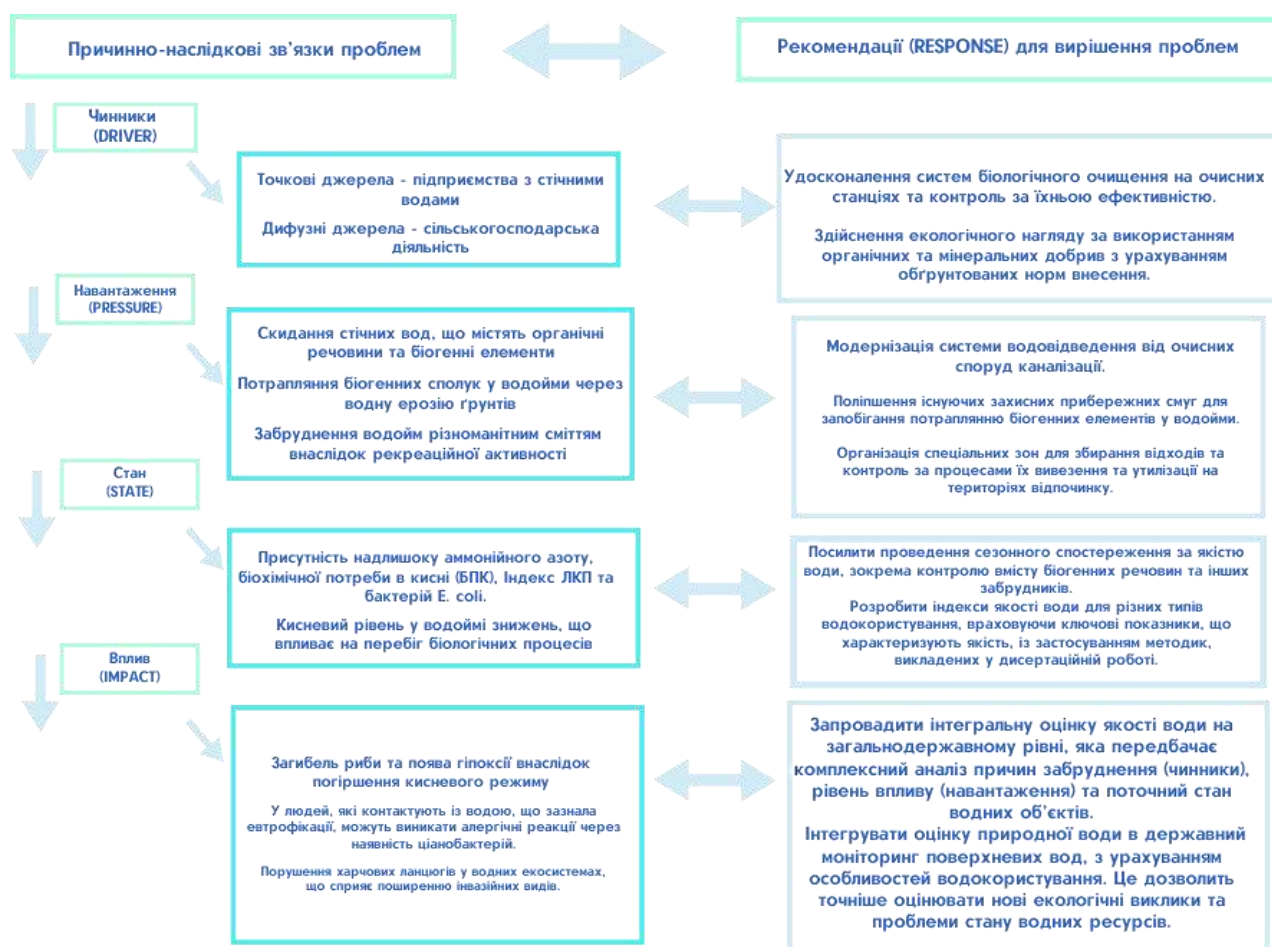 Причинно-наслідкові зв'язки проблем
Рекомендації (RESPONSE) для вирішення проблем
Чинники
(DRIVER)
Точкові джерела - підприємства з стічними
водами
Дифузні джерела - сільськогосподарська
діяльність
Удосконалення систем біологічного очищення на очисних
станціях та контроль за їхньою ефективністю.
Здійснення екологічного нагляду за використанням
органічних та мінеральних добрив з урахуванням
обґрунтованих норм внесення.
Навантаження
(PRESSURE)
Скидання стічних вод, що містять органічні
речовини та біогенні елементи
Потрапляння біогенних сполук у водойми через
водну ерозію ґрунтів
Забруднення водойм різноманітним сміттям
внаслідок рекреаційної активності
Модернізація системи водовідведення від очисних
споруд каналізації.
Поліпшення існуючих захисних прибережних смуг для
запобігання потраплянню біогенних елементів у водойми.
Організація спеціальних зон для збирання відходів та
контроль за процесами їх вивезення та утилізації на
територіях відпочинку.
Стан
(STATE)
Присутність надлишоку аммонійного азоту,
біохімічної потреби в кисні (БПК), Індекс ЛКП та
бактерій E. coli.
Кисневий рівень у водоймі знижень, що
впливає на перебіг біологічних процесів
Посилити проведення сезонного спостереження за якістю
води, зокрема контролю вмісту біогенних речовин та інших
забрудників.
Розробити індекси якості води для різних типів
водокористування, враховуючи ключові показники, що
характеризують якість, із застосуванням методик,
викладених у дисертаційній роботі.
Вплив
(IMPACT)
Загибель риби та поява гіпоксії внаслідок
погіршення кисневого режиму
У людей, які контактують із водою, що зазнала
евтрофікації, можуть виникати алергічні реакції через
наявність ціанобактерій.
Порушення харчових ланцюгів у водних екосистемах,
що сприяє поширенню інвазійних видів.
Запровадити інтегральну оцінку якості води на
загальнодержавному рівні, яка передбачає
комплексний аналіз причин забруднення (чинники),
рівень впливу (навантаження) та поточний стан
водних об'єктів.
Інтегрувати оцінку природної води в державний
моніторинг поверхневих вод, з урахуванням
особливостей водокористування. Це дозволить
точніше оцінювати нові екологічні виклики та
проблеми стану водних ресурсів.